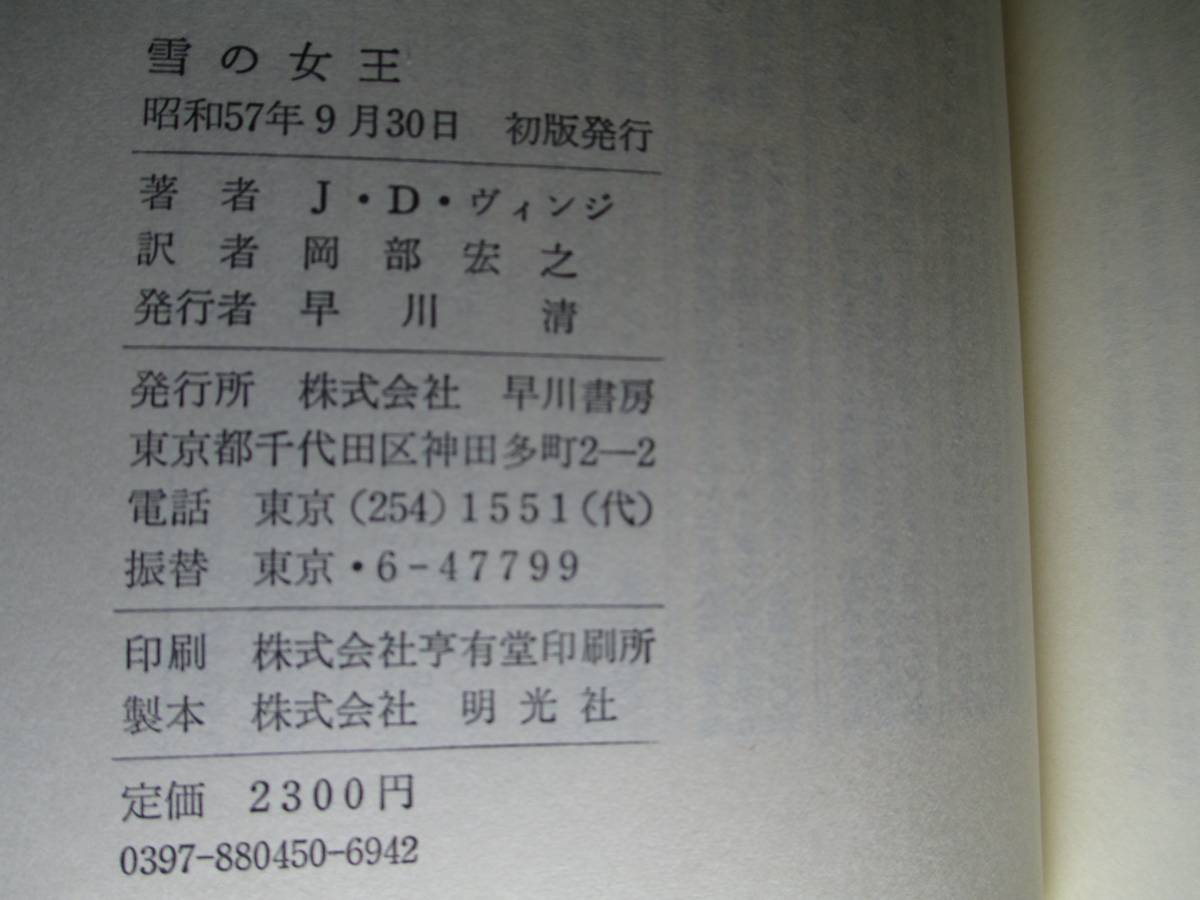 雪の女王
昭和57年9月30日　初版発行
著　者　J・D・ヴィンジ
訳　者　岡部宏之
発行者　早川　清
発行所　株式会社　早川書房
東京都千代田区神田多町2―2
電話　東京(254)1551(代)
振替　東京・6-47799
印刷　株式会社亨有堂印刷所
製本　株式会社　明光社
定価　2300円
0397-880450-6942